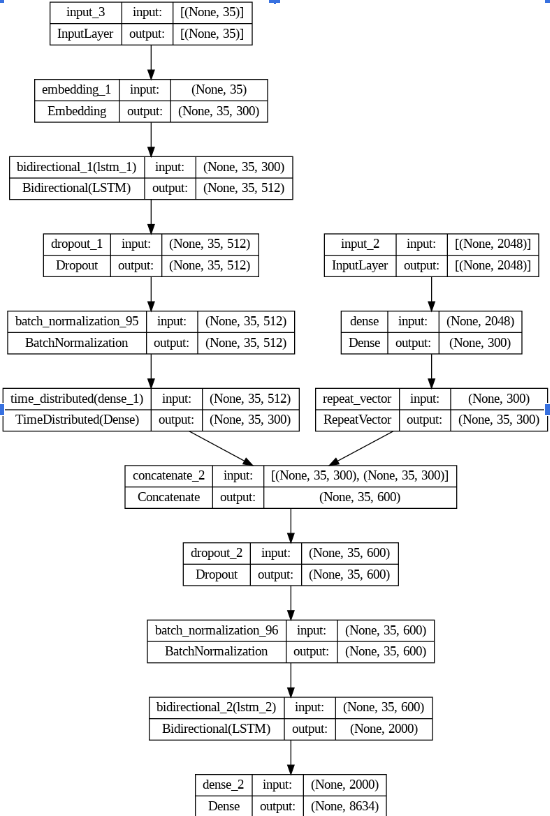 input_3 input: [(None, 35)]
InputLayer output: [(None, 35)]
embedding_1 input: (None, 35)
Embedding output: (None, 35, 300)
bidirectional_1(lstm_1) input: (None, 35, 300)
Bidirectional(LSTM) output: (None, 35, 512)
dropout_1 input: (None, 35, 512)
Dropout output: (None, 35, 512)
input_2 input: [(None, 2048)]
InputLayer output: [(None, 2048)]
batch_normalization_95 input: (None, 35, 512)
BatchNormalization output: (None, 35, 512)
dense input: (None, 2048)
Dense output: (None, 300)
time_distributed(dense_1) input: (None, 35, 512)
TimeDistributed(Dense) output: (None, 35, 300)
repeat_vector input: (None, 300)
RepeatVector output: (None, 35, 300)
concatenate_2 input: [(None, 35, 300), (None, 35, 300)]
Concatenate output: (None, 35, 600)
dropout_2 input: (None, 35, 600)
Dropout output: (None, 35, 600)
batch_normalization_96 input: (None, 35, 600)
BatchNormalization output: (None, 35, 600)
bidirectional_2(lstm_2) input: (None, 35, 600)
Bidirectional(LSTM) output: (None, 2000)
dense_2 input: (None, 2000)
Dense output: (None, 8634)